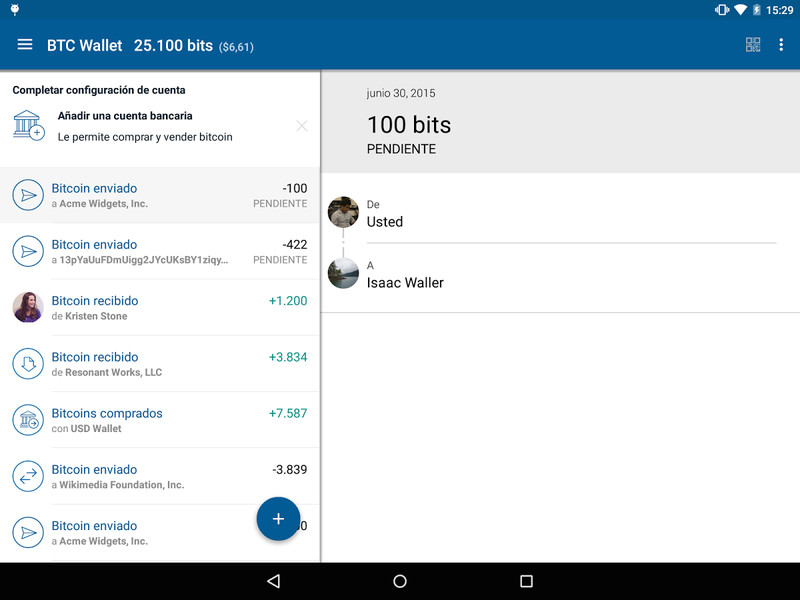 15:29
BTC Wallet 25.100 bits ($6,61)
Completar configuración de cuenta
Añadir una cuenta bancaria
Le permite comprar y vender bitcoin
Bitcoin enviado -100
a Acme Widgets, Inc. PENDIENTE
Bitcoin enviado -422
a 13pYaUuFDmUigg2JYcUKsBY1ziqy... PENDIENTE
Bitcoin recibido +1.200
de Kristen Stone
Bitcoin recibido +3.834
de Resonant Works, LLC
Bitcoins comprados +7.587
con USD Wallet
Bitcoin enviado -3.839
a Wikimedia Foundation, Inc.
Bitcoin enviado
a Acme Widgets, Inc.
junio 30, 2015
100 bits
PENDIENTE
De
Usted
A
Isaac Waller